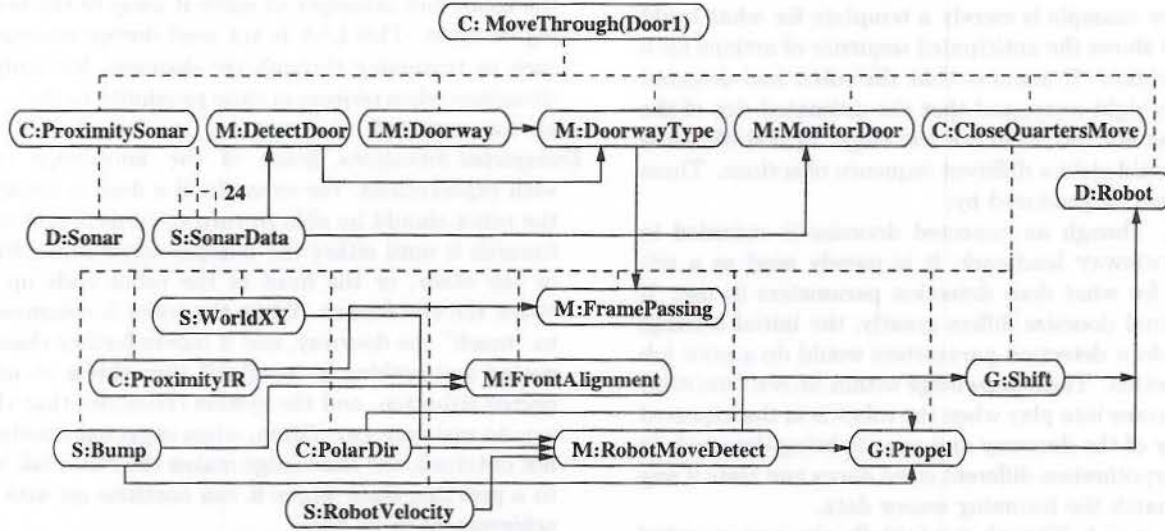 C: MoveThrough(Door1)
C:ProximitySonar M:DetectDoor LM:Doorway M:DoorwayType M:MonitorDoor C:CloseQuartersMove
D:Robot
24
D:Sonar S:SonarData
S:WorldXY M:FramePassing
C:ProximityIR M:FrontAlignment G:Shift
S:Bump C:PolarDir M:RobotMoveDetect G:Propel
S:RobotVelocity